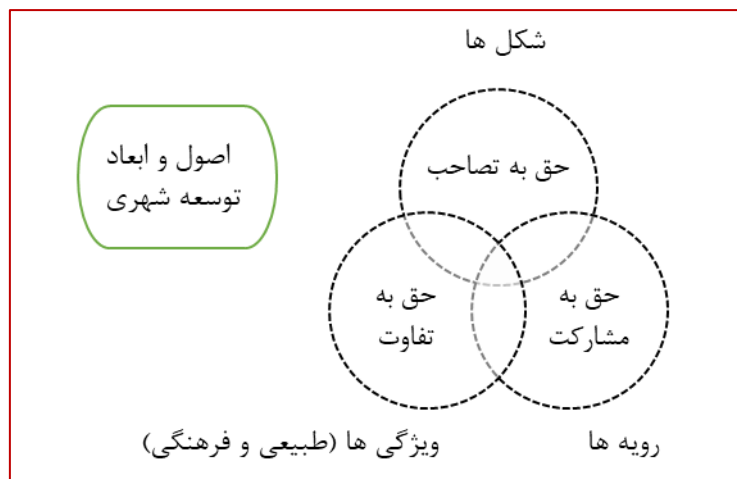 شکل ها
اصول و ابعاد
توسعه شهری
حق به تصاحب
حق به
مشارکت
حق به
تفاوت
رویه ها
ویژگی ها (طبیعی و فرهنگی)